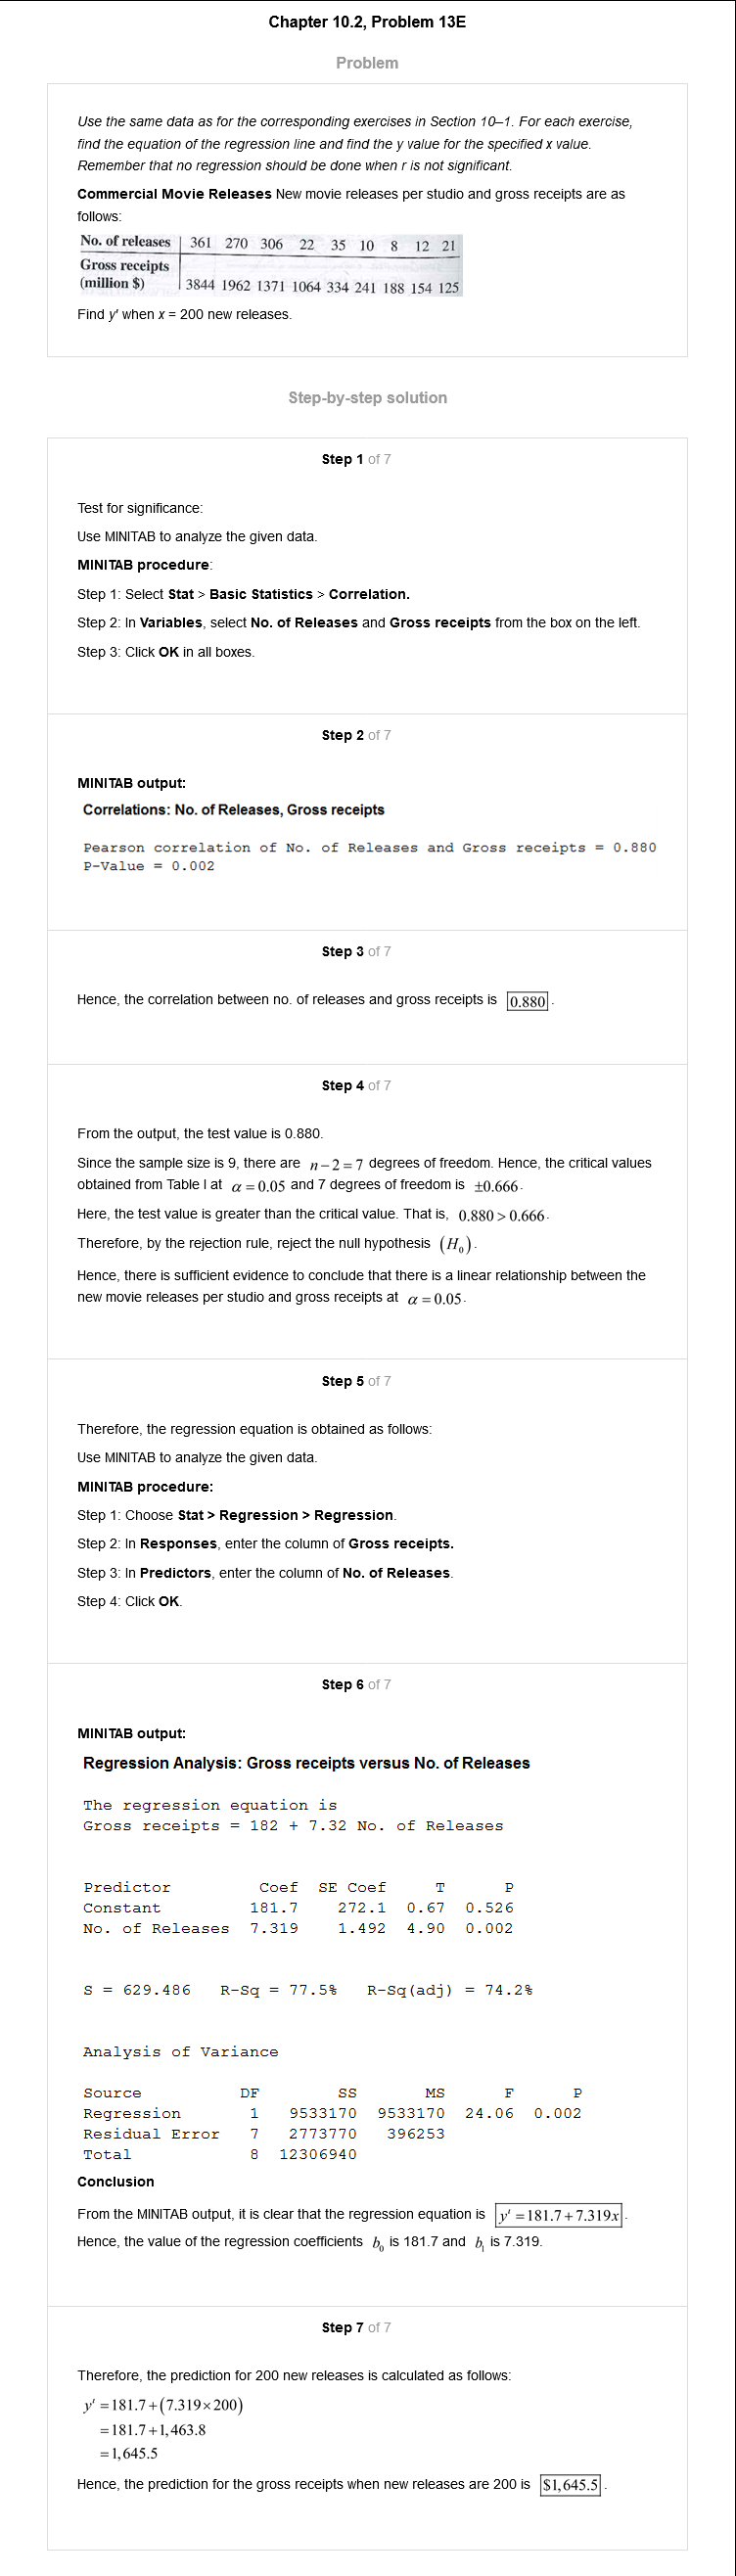 Chapter 10.2, Problem 13E
Problem
Use the same data as for the corresponding exercises in Section 10–1. For each exercise,
find the equation of the regression line and find the y value for the specified x value.
Remember that no regression should be done when r is not significant.
Commercial Movie Releases New movie releases per studio and gross receipts are as
follows:
No. of releases 361 270 306 22 35 10 8 12 21
Gross receipts
(million $) 3844 1962 1371 1064 334 241 188 154 125
Find y' when x = 200 new releases.
Step-by-step solution
Step 1 of 7
Test for significance:
Use MINITAB to analyze the given data.
MINITAB procedure:
Step 1: Select Stat > Basic Statistics > Correlation.
Step 2: In Variables, select No. of Releases and Gross receipts from the box on the left.
Step 3: Click OK in all boxes.
Step 2 of 7
MINITAB output:
Correlations: No. of Releases, Gross receipts
Pearson correlation of No. of Releases and Gross receipts = 0.880
P-Value = 0.002
Step 3 of 7
Hence, the correlation between no. of releases and gross receipts is 0.880.
Step 4 of 7
From the output, the test value is 0.880.
Since the sample size is 9, there are n−2=7 degrees of freedom. Hence, the critical values
obtained from Table I at α=0.05 and 7 degrees of freedom is ±0.666.
Here, the test value is greater than the critical value. That is, 0.880>0.666.
Therefore, by the rejection rule, reject the null hypothesis (H₀).
Hence, there is sufficient evidence to conclude that there is a linear relationship between the
new movie releases per studio and gross receipts at α=0.05.
Step 5 of 7
Therefore, the regression equation is obtained as follows:
Use MINITAB to analyze the given data.
MINITAB procedure:
Step 1: Choose Stat > Regression > Regression.
Step 2: In Responses, enter the column of Gross receipts.
Step 3: In Predictors, enter the column of No. of Releases.
Step 4: Click OK.
Step 6 of 7
MINITAB output:
Regression Analysis: Gross receipts versus No. of Releases
The regression equation is
Gross receipts = 182 + 7.32 No. of Releases
Predictor Coef SE Coef T P
Constant 181.7 272.1 0.67 0.526
No. of Releases 7.319 1.492 4.90 0.002
S = 629.486 R-Sq = 77.5% R-Sq(adj) = 74.2%
Analysis of Variance
Source DF SS MS F P
Regression 1 9533170 9533170 24.06 0.002
Residual Error 7 2773770 396253
Total 8 12306940
Conclusion
From the MINITAB output, it is clear that the regression equation is y'=181.7+7.319x.
Hence, the value of the regression coefficients b₀ is 181.7 and b₁ is 7.319.
Step 7 of 7
Therefore, the prediction for 200 new releases is calculated as follows:
y'=181.7+(7.319×200)
=181.7+1,463.8
=1,645.5
Hence, the prediction for the gross receipts when new releases are 200 is $1,645.5.